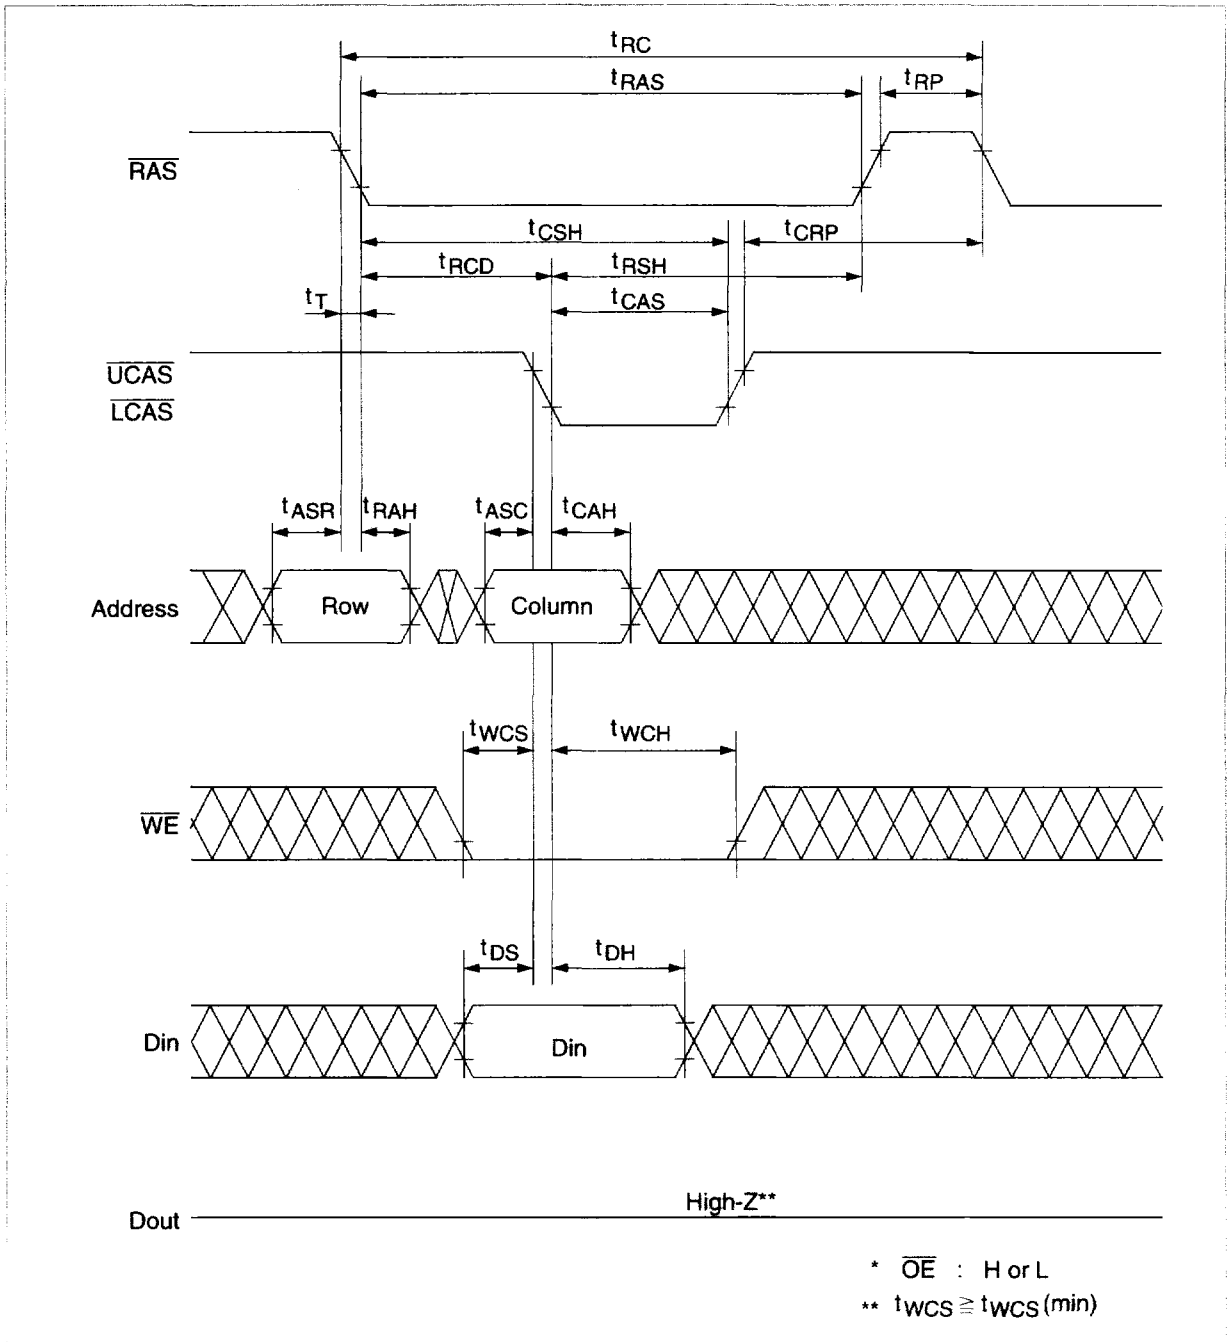 tRC
tRAS
tRP
RAS
tCSH
tCRP
tRCD
tRSH
tT
tCAS
UCAS
LCAS
tASR
tRAH
tASC
tCAH
Address
Row
Column
tWCS
tWCH
WE
tDS
tDH
Din
Din
High-Z**
Dout
* OE : H or L
** tWCS ≧ tWCS(min)